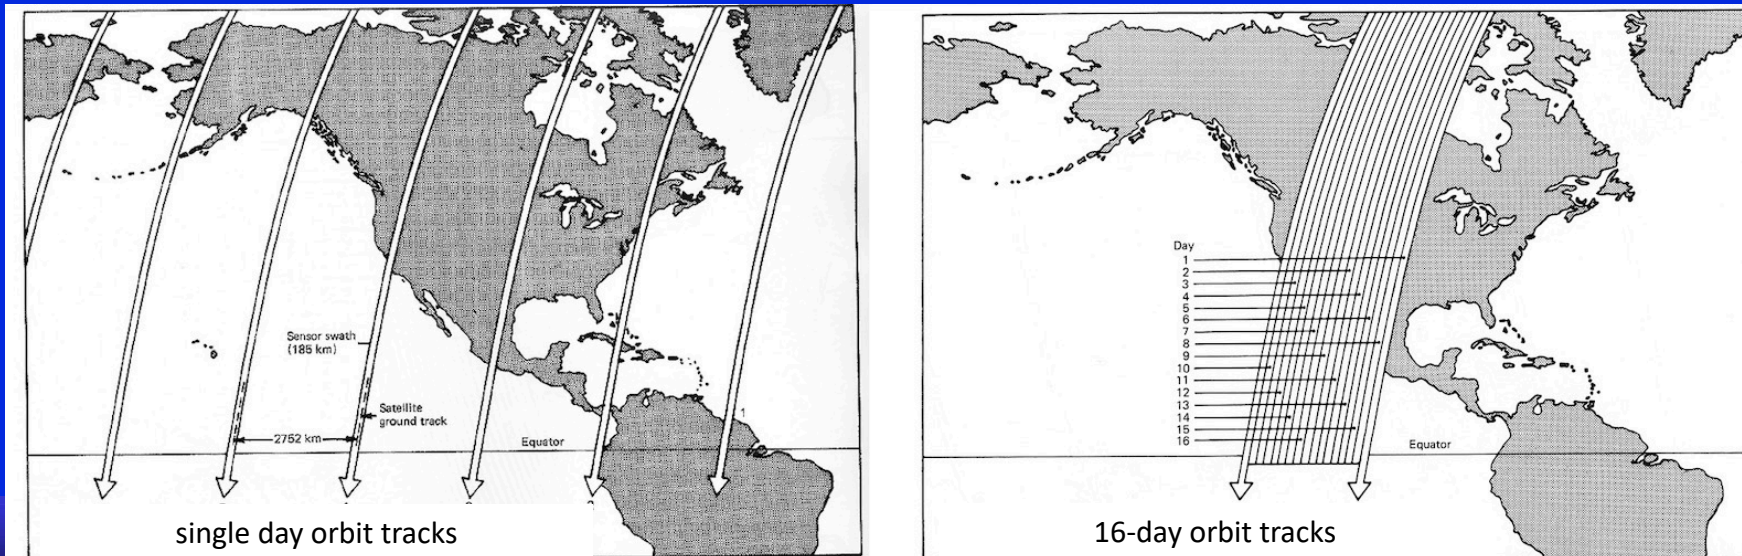 Sensor swath
(185 km)
Satellite
ground track
2752 km
Equator
1
single day orbit tracks
Day
1
2
3
4
5
6
7
8
9
10
11
12
13
14
15
16
Equator
16-day orbit tracks